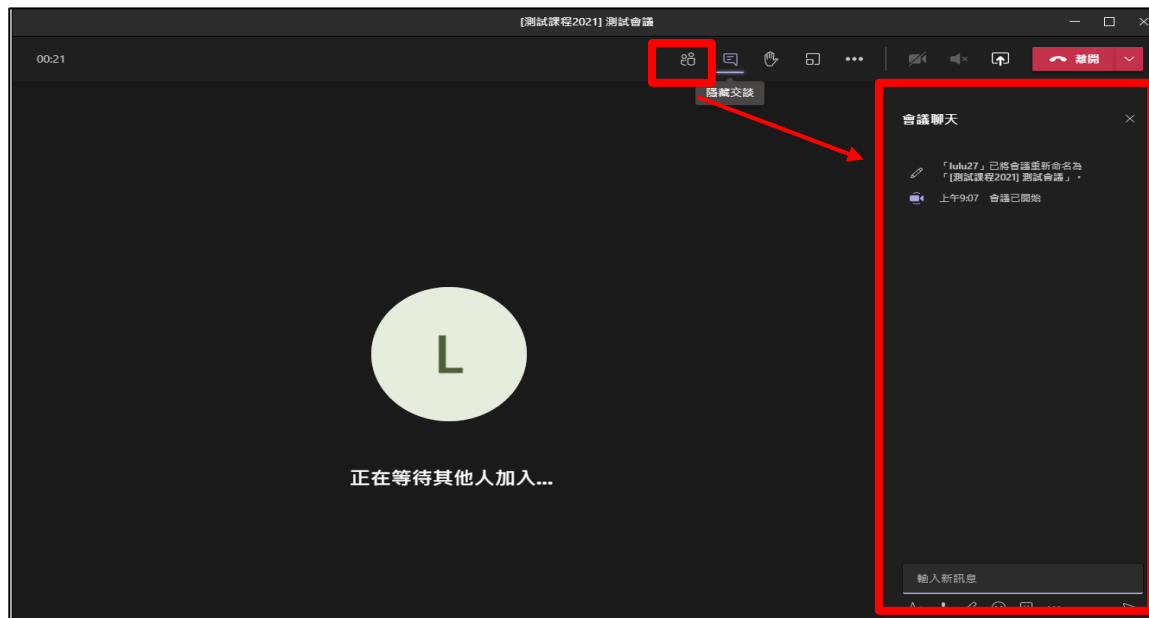 [測試課程2021] 測試會議
00:21
離開
隱藏交談
會議聊天
「lulu27」已將會議重新命名為
「[測試課程2021] 測試會議」。
上午9:07 會議已開始
L
正在等待其他人加入...
輸入新訊息